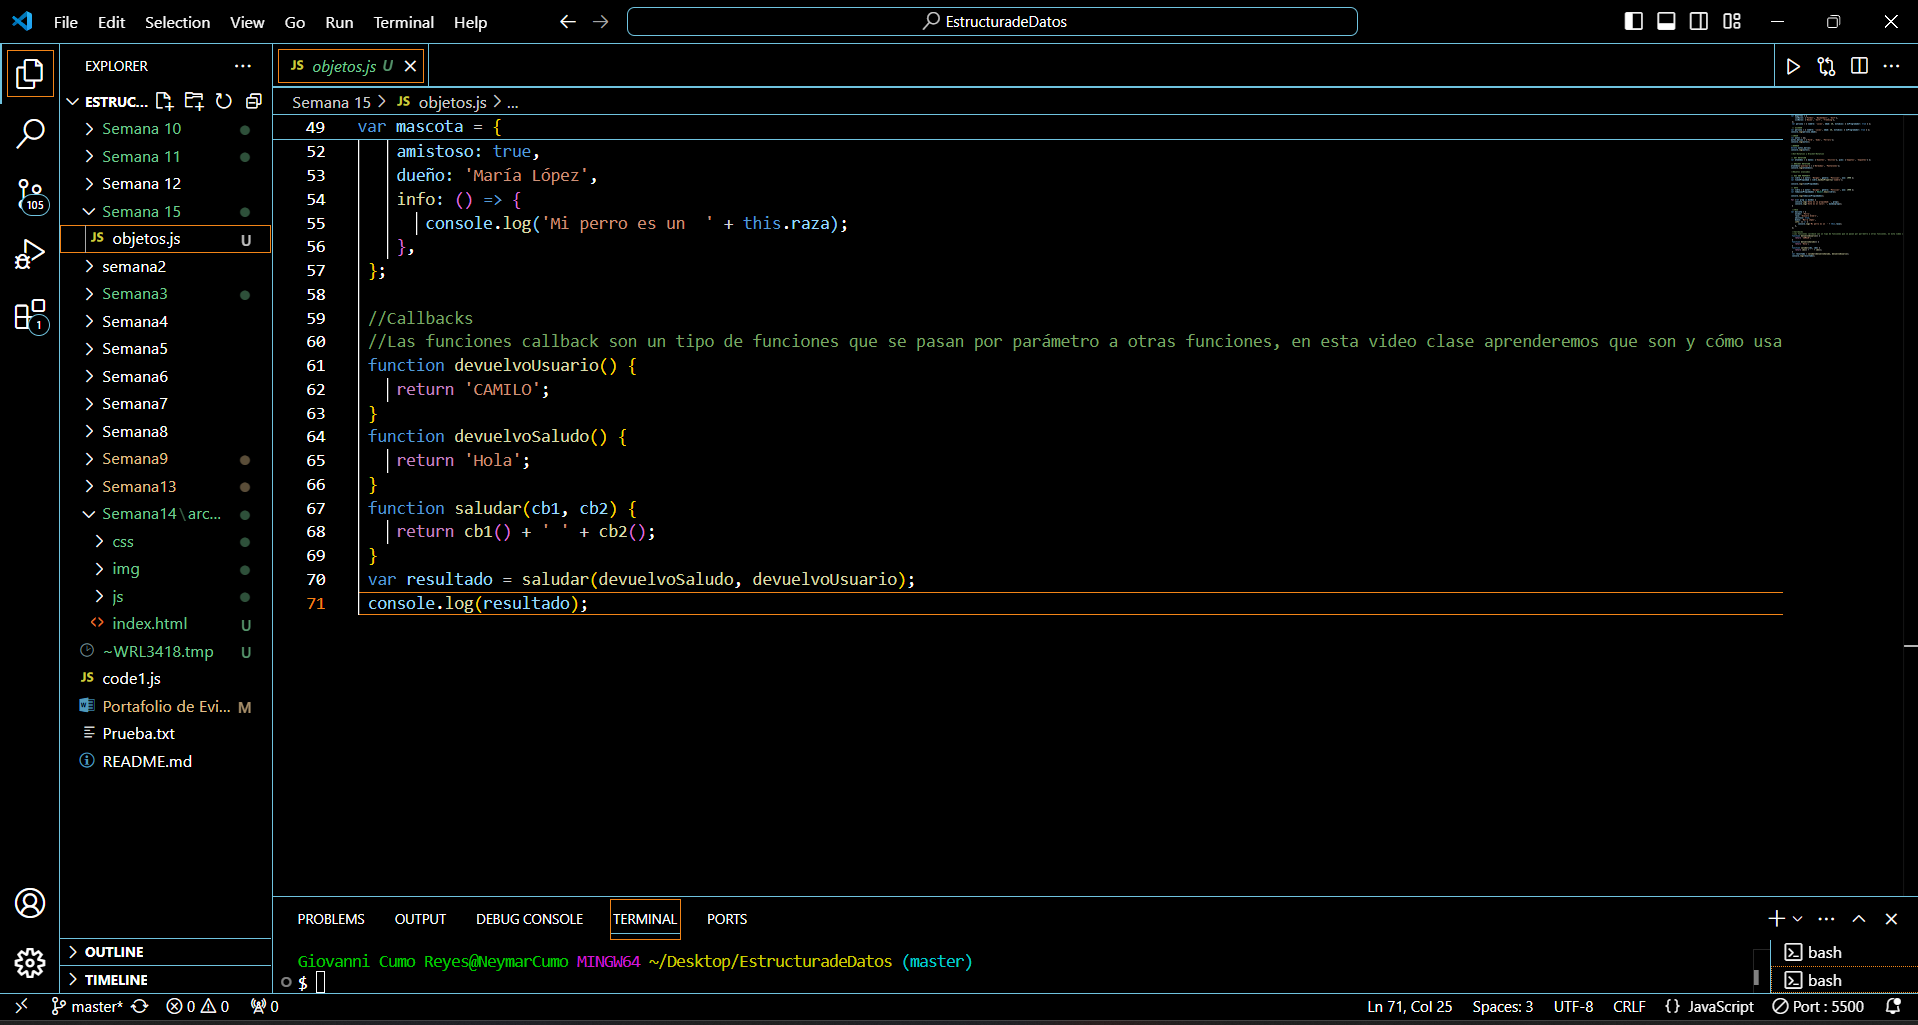 File Edit Selection View Go Run Terminal Help
EstructuradeDatos
EXPLORER
ESTRUC...
Semana 10
Semana 11
Semana 12
Semana 15
JS objetos.js U
semana2
Semana3
Semana4
Semana5
Semana6
Semana7
Semana8
Semana9
Semana13
Semana14\arc...
css
img
js
<> index.html U
~WRL3418.tmp U
JS code1.js
Portafolio de Evi... M
Prueba.txt
README.md
OUTLINE
TIMELINE
105
1
JS objetos.js U
Semana 15 > JS objetos.js > ...
49 var mascota = {
52 amistoso: true,
53 dueño: 'María López',
54 info: () => {
55 console.log('Mi perro es un  ' + this.raza);
56 },
57 };
58
59 //Callbacks
60 //Las funciones callback son un tipo de funciones que se pasan por parámetro a otras funciones, en esta video clase aprenderemos que son y cómo usa
61 function devuelvoUsuario() {
62 return 'CAMILO';
63 }
64 function devuelvoSaludo() {
65 return 'Hola';
66 }
67 function saludar(cb1, cb2) {
68 return cb1() + ' ' + cb2();
69 }
70 var resultado = saludar(devuelvoSaludo, devuelvoUsuario);
71 console.log(resultado);
PROBLEMS OUTPUT DEBUG CONSOLE TERMINAL PORTS
Giovanni Cumo Reyes@NeymarCumo MINGW64 ~/Desktop/EstructuradeDatos (master)
$
bash
bash
master* 0 0 0 Ln 71, Col 25 Spaces: 3 UTF-8 CRLF {} JavaScript Port : 5500